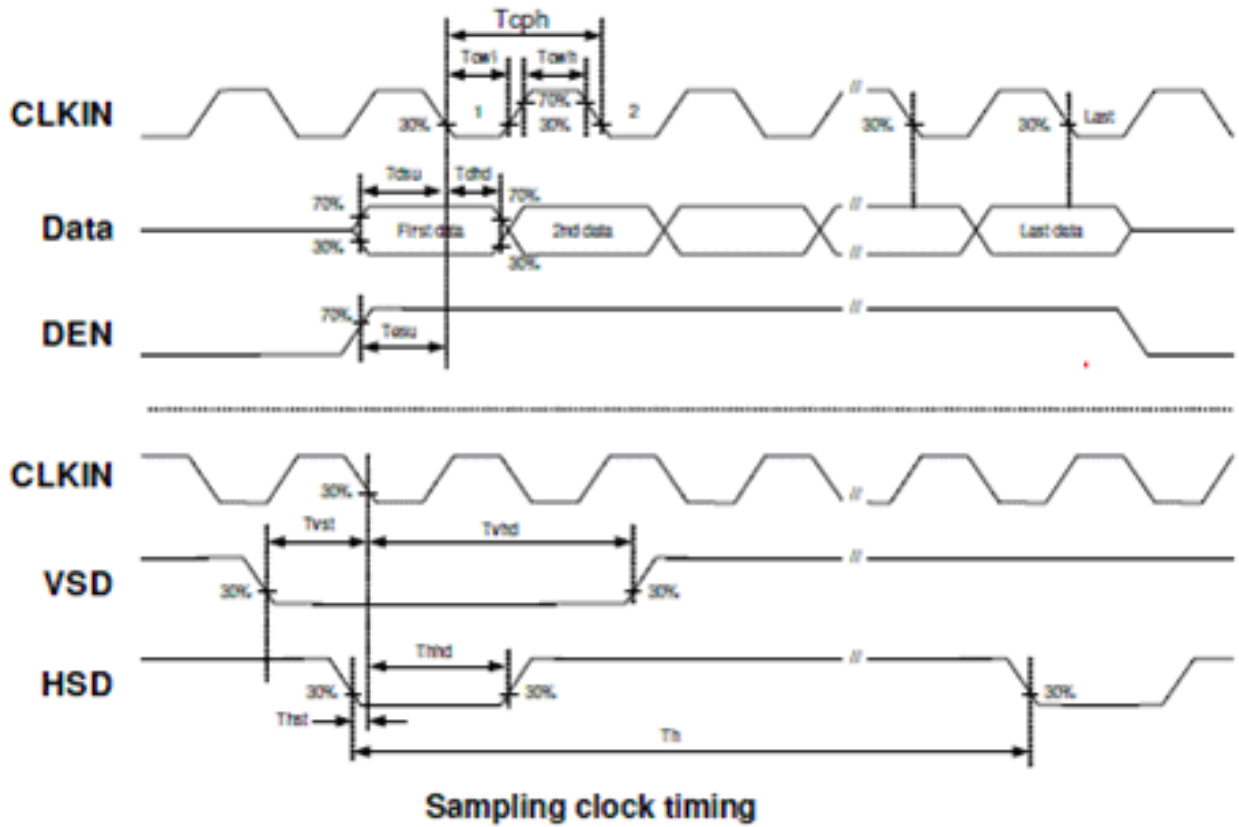 Tcph
Tcwl Tcwh
CLKIN 30% 1 70% 30% 2 // 30% 30% Last
Tdsu Tdhd
70% 70%
Data First data 2nd data // Last data
30% 30%
70%
DEN Tesu //
CLKIN 30% //
Tvst Tvhd
VSD 30% 30% //
Thhd
HSD 30% 30% // 30%
Thst
Th
Sampling clock timing